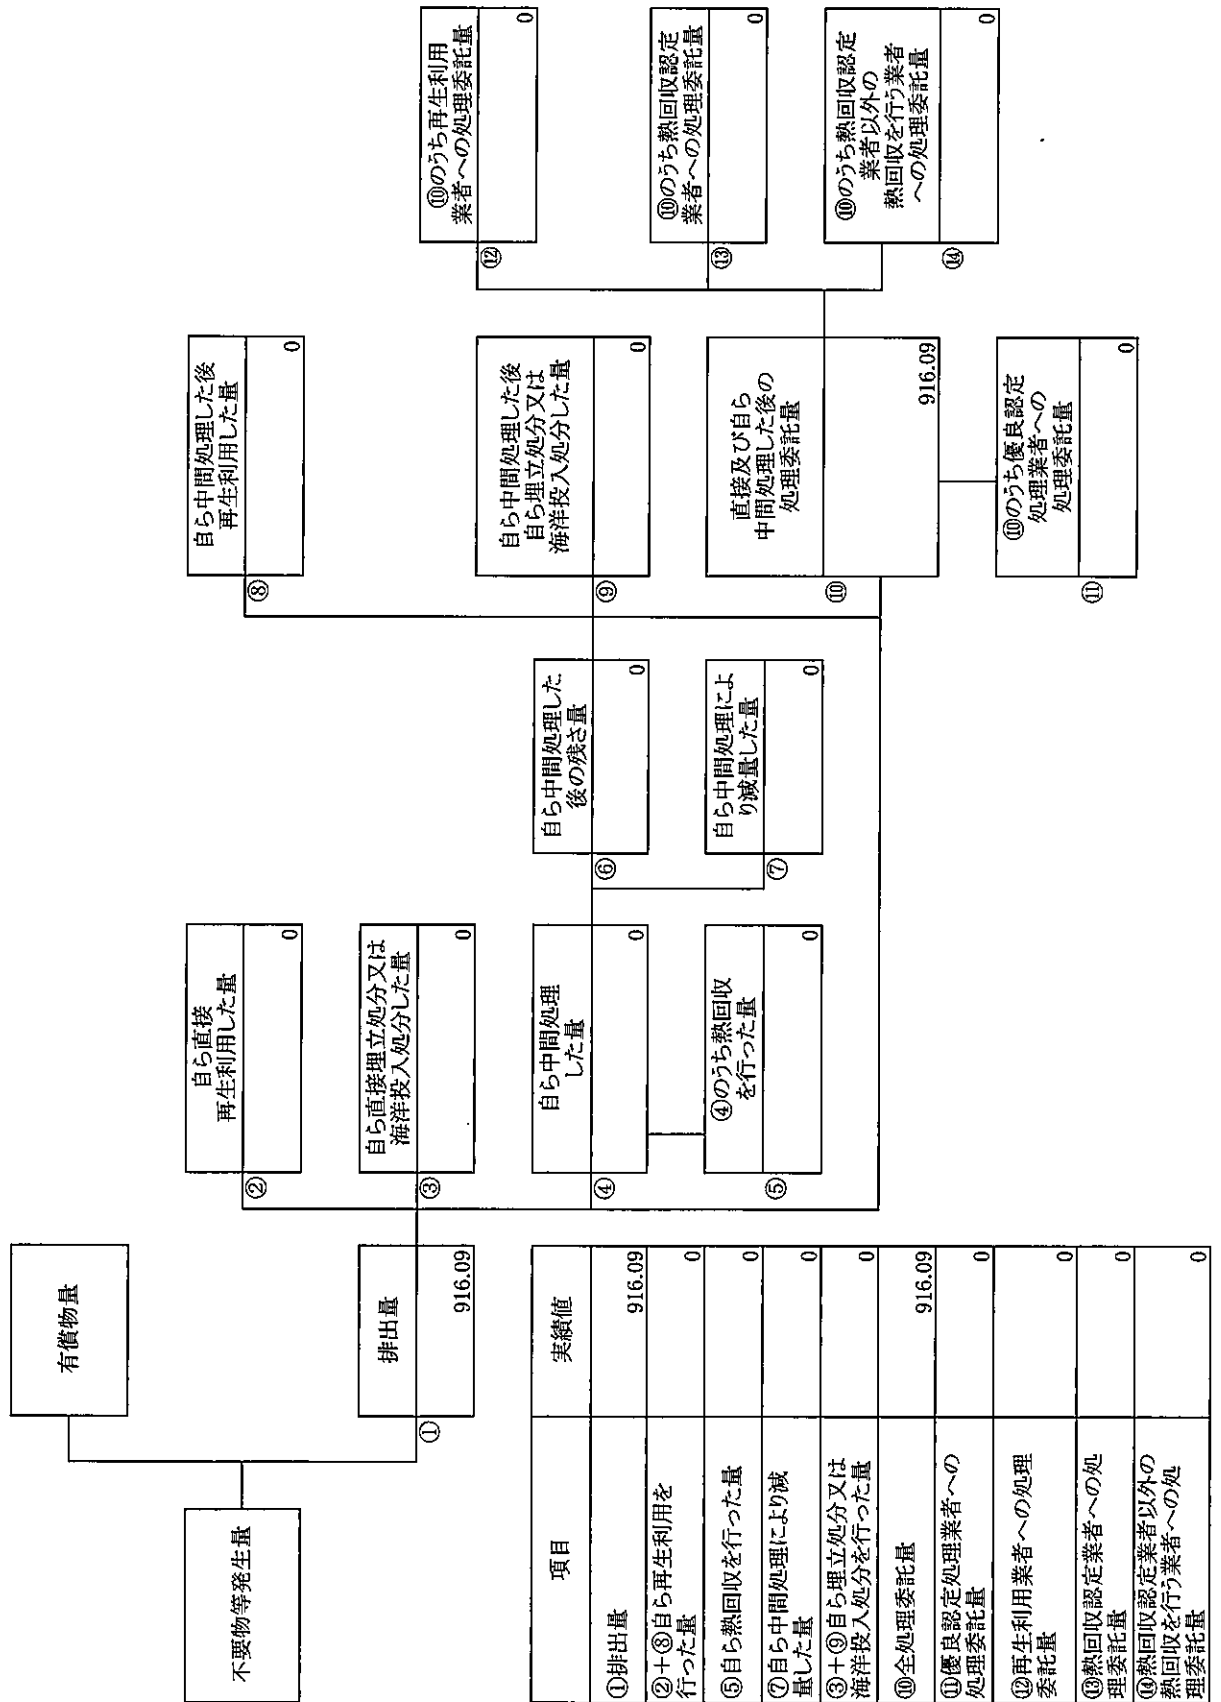 不要物等発生量
有償物量
①
排出量
916.09
②
自ら直接
再生利用した量
0
③
自ら直接埋立処分又は
海洋投入処分した量
0
④
自ら中間処理
した量
0
⑤
④のうち熱回収
を行った量
0
⑥
自ら中間処理した
後の残さ量
0
⑦
自ら中間処理によ
り減量した量
0
⑧
自ら中間処理した後
再生利用した量
0
⑨
自ら中間処理した後
自ら埋立処分又は
海洋投入処分した量
0
⑩
直接及び自ら
中間処理した後の
処理委託量
916.09
⑪
⑩のうち優良認定
処理業者への
処理委託量
0
⑫
⑩のうち再生利用
業者への処理委託量
0
⑬
⑩のうち熱回収認定
業者への処理委託量
0
⑭
⑩のうち熱回収認定
業者以外の
熱回収を行う業者
への処理委託量
0
項目 実績値
①排出量 916.09
②+⑧自ら再生利用を
行った量 0
⑤自ら熱回収を行った量 0
⑦自ら中間処理により減
量した量 0
③+⑨自ら埋立処分又は
海洋投入処分を行った量 0
⑩全処理委託量 916.09
⑪優良認定処理業者への
処理委託量 0
⑫再生利用業者への処理
委託量 0
⑬熱回収認定業者への処
理委託量 0
⑭熱回収認定業者以外の
熱回収を行う業者への処
理委託量 0